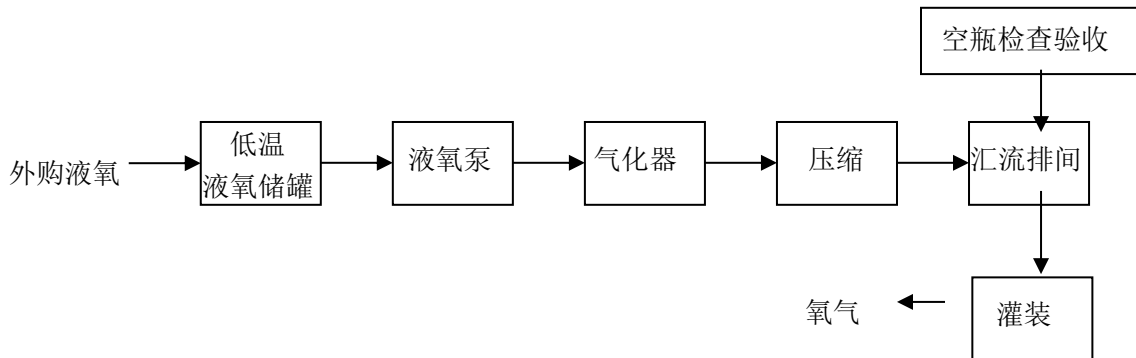 空瓶检查验收
外购液氧
低温
液氧储罐
液氧泵
气化器
压缩
汇流排间
氧气
灌装